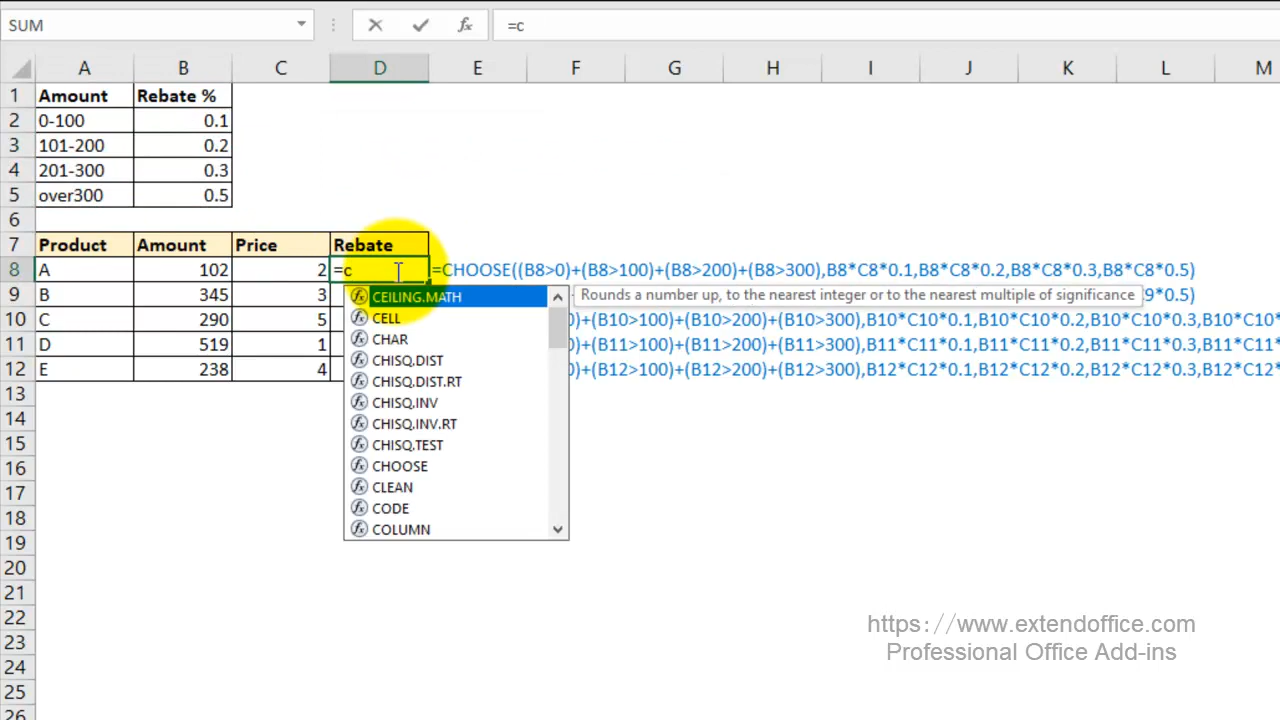 SUM =c
A B C D E F G H I J K L M
1 Amount Rebate %
2 0-100 0.1
3 101-200 0.2
4 201-300 0.3
5 over300 0.5
6
7 Product Amount Price Rebate
8 A 102 2 =c =CHOOSE((B8>0)+(B8>100)+(B8>200)+(B8>300),B8*C8*0.1,B8*C8*0.2,B8*C8*0.3,B8*C8*0.5)
9 B 345 3 CEILING.MATH Rounds a number up, to the nearest integer or to the nearest multiple of significance C9*0.5)
10 C 290 5 CELL 0)+(B10>100)+(B10>200)+(B10>300),B10*C10*0.1,B10*C10*0.2,B10*C10*0.3,B10*C10*
11 D 519 1 CHAR 0)+(B11>100)+(B11>200)+(B11>300),B11*C11*0.1,B11*C11*0.2,B11*C11*0.3,B11*C11*
12 E 238 4 CHISQ.DIST 0)+(B12>100)+(B12>200)+(B12>300),B12*C12*0.1,B12*C12*0.2,B12*C12*0.3,B12*C12*
CHISQ.DIST.RT
13 CHISQ.INV
14 CHISQ.INV.RT
15 CHISQ.TEST
16 CHOOSE
17 CLEAN
18 CODE
19 COLUMN
20
21
22
https://www.extendoffice.com
23 Professional Office Add-ins
24
25
26